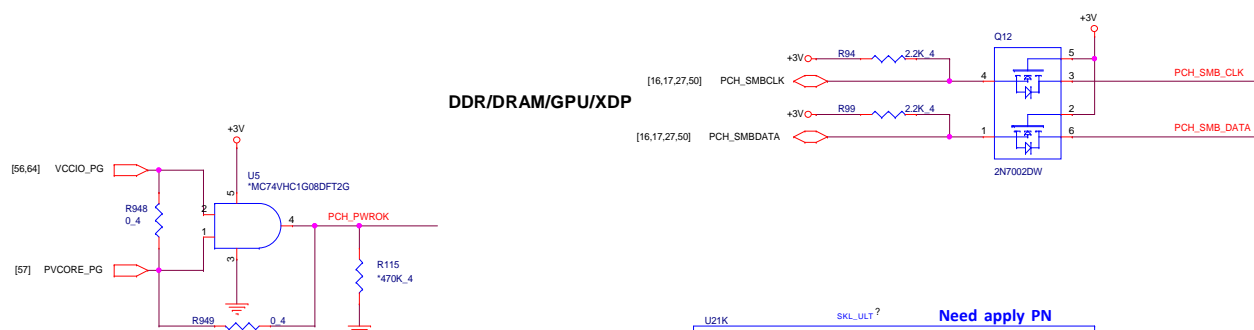 +3V
Q12
+3V
R94
2.2K_4
5
[16,17,27,50]
PCH_SMBCLK
4
3
PCH_SMB_CLK
DDR/DRAM/GPU/XDP
+3V
R99
2.2K_4
2
[16,17,27,50]
PCH_SMBDATA
1
6
PCH_SMB_DATA
2N7002DW
+3V
[56,64]
VCCIO_PG
U5
*MC74VHC1G08DFT2G
5
R948
0_4
2
4
PCH_PWROK
1
[57]
PVCORE_PG
3
R115
*470K_4
R949
0_4
U21K
SKL_ULT
?
Need apply PN